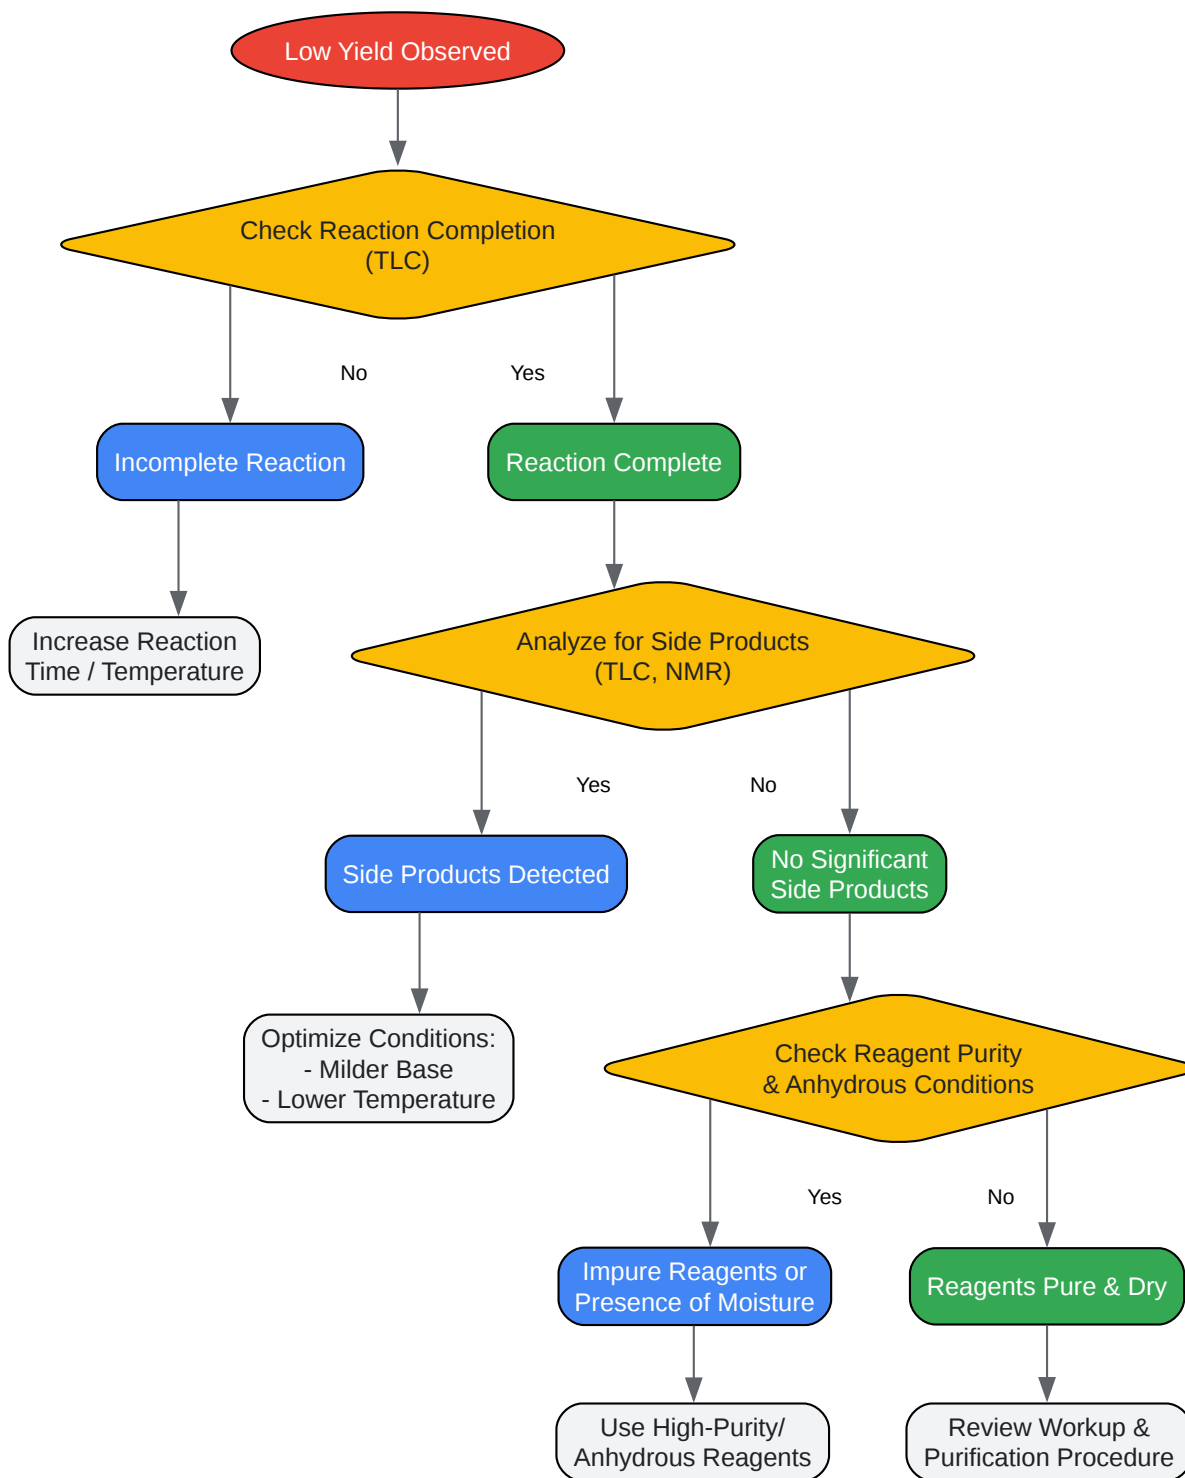 Low Yield Observed
Check Reaction Completion
(TLC)
No
Yes
Incomplete Reaction
Reaction Complete
Increase Reaction
Time / Temperature
Analyze for Side Products
(TLC, NMR)
Yes
No
Side Products Detected
No Significant
Side Products
Optimize Conditions:
- Milder Base
- Lower Temperature
Check Reagent Purity
& Anhydrous Conditions
Yes
No
Impure Reagents or
Presence of Moisture
Reagents Pure & Dry
Use High-Purity/
Anhydrous Reagents
Review Workup &
Purification Procedure